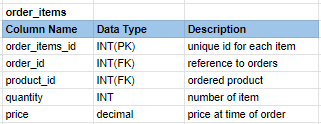 order_items
Column Name Data Type Description
order_items_id INT(PK) unique id for each item
order_id INT(FK) reference to orders
product_id INT(FK) ordered product
quantity INT number of item
price decimal price at time of order